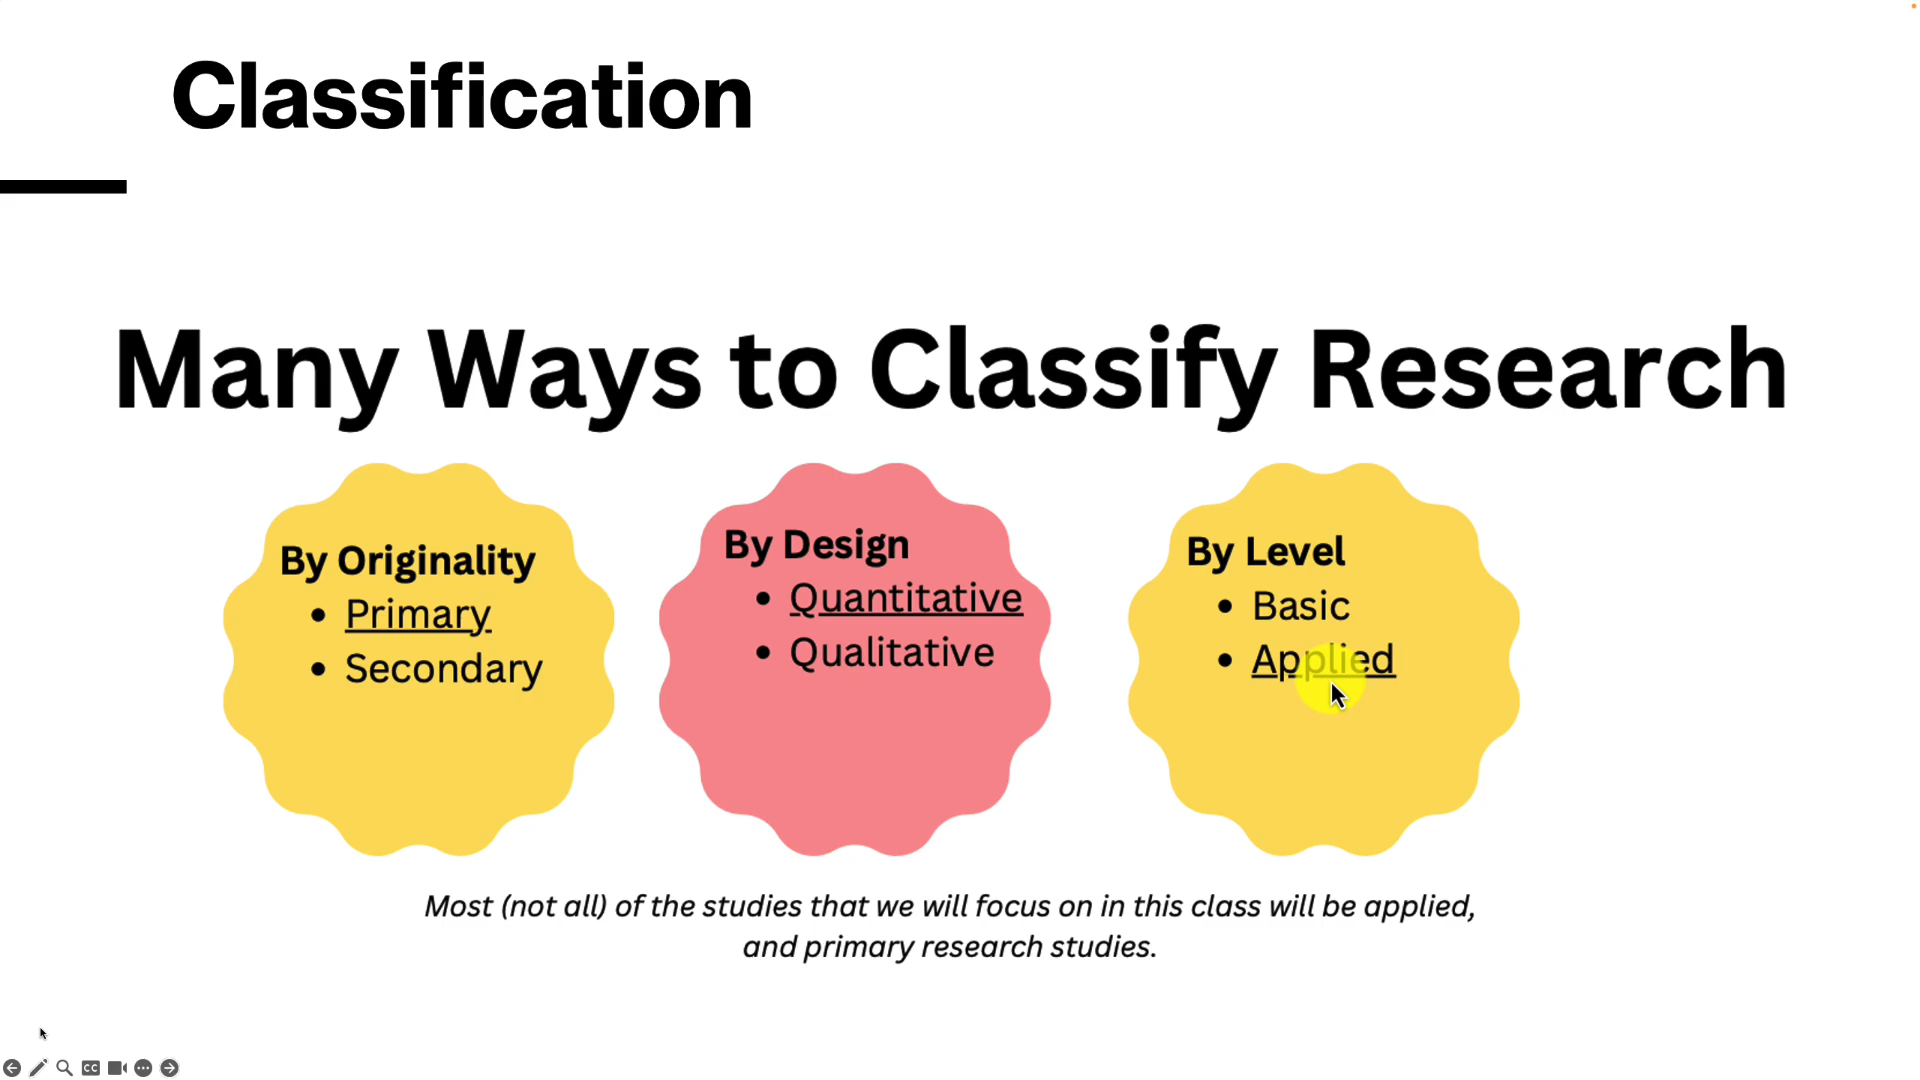 Classification
Many Ways to Classify Research
By Originality
• Primary
• Secondary
By Design
• Quantitative
• Qualitative
By Level
• Basic
• Applied
Most (not all) of the studies that we will focus on in this class will be applied,
and primary research studies.
CC